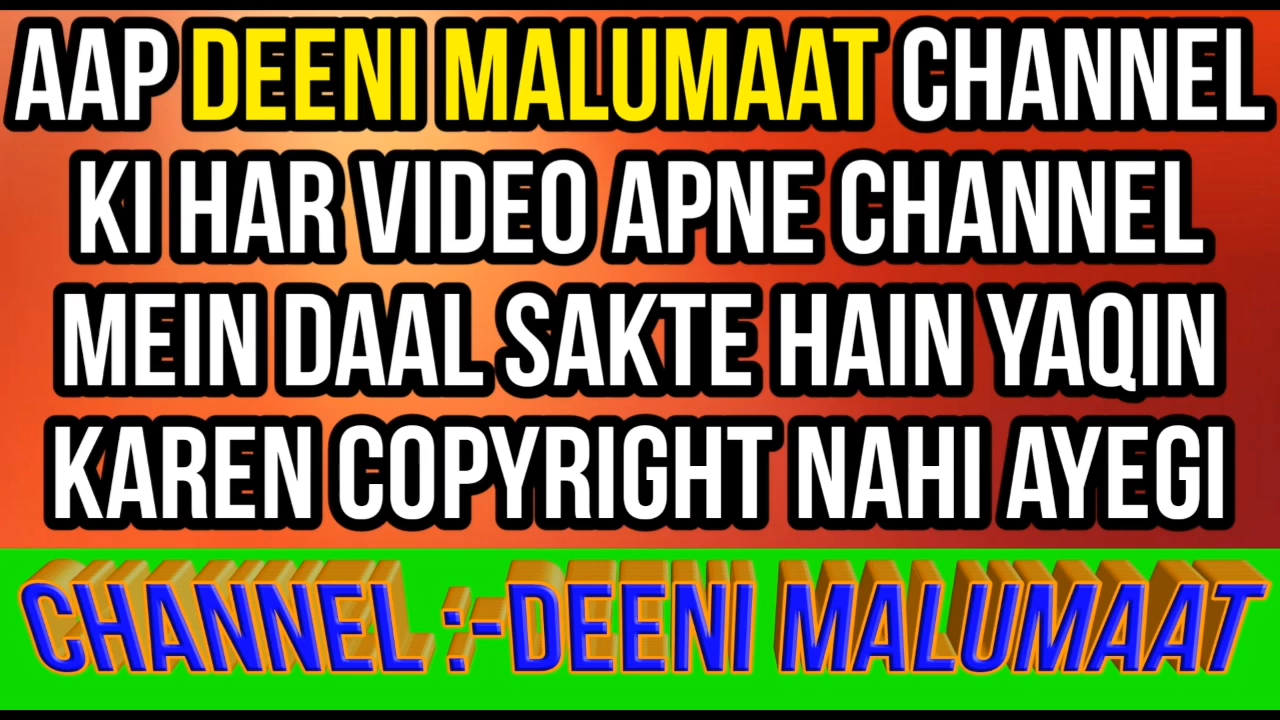 AAP DEENI MALUMAAT CHANNEL
KI HAR VIDEO APNE CHANNEL
MEIN DAAL SAKTE HAIN YAQIN
KAREN COPYRIGHT NAHI AYEGI
CHANNEL :-DEENI MALUMAAT